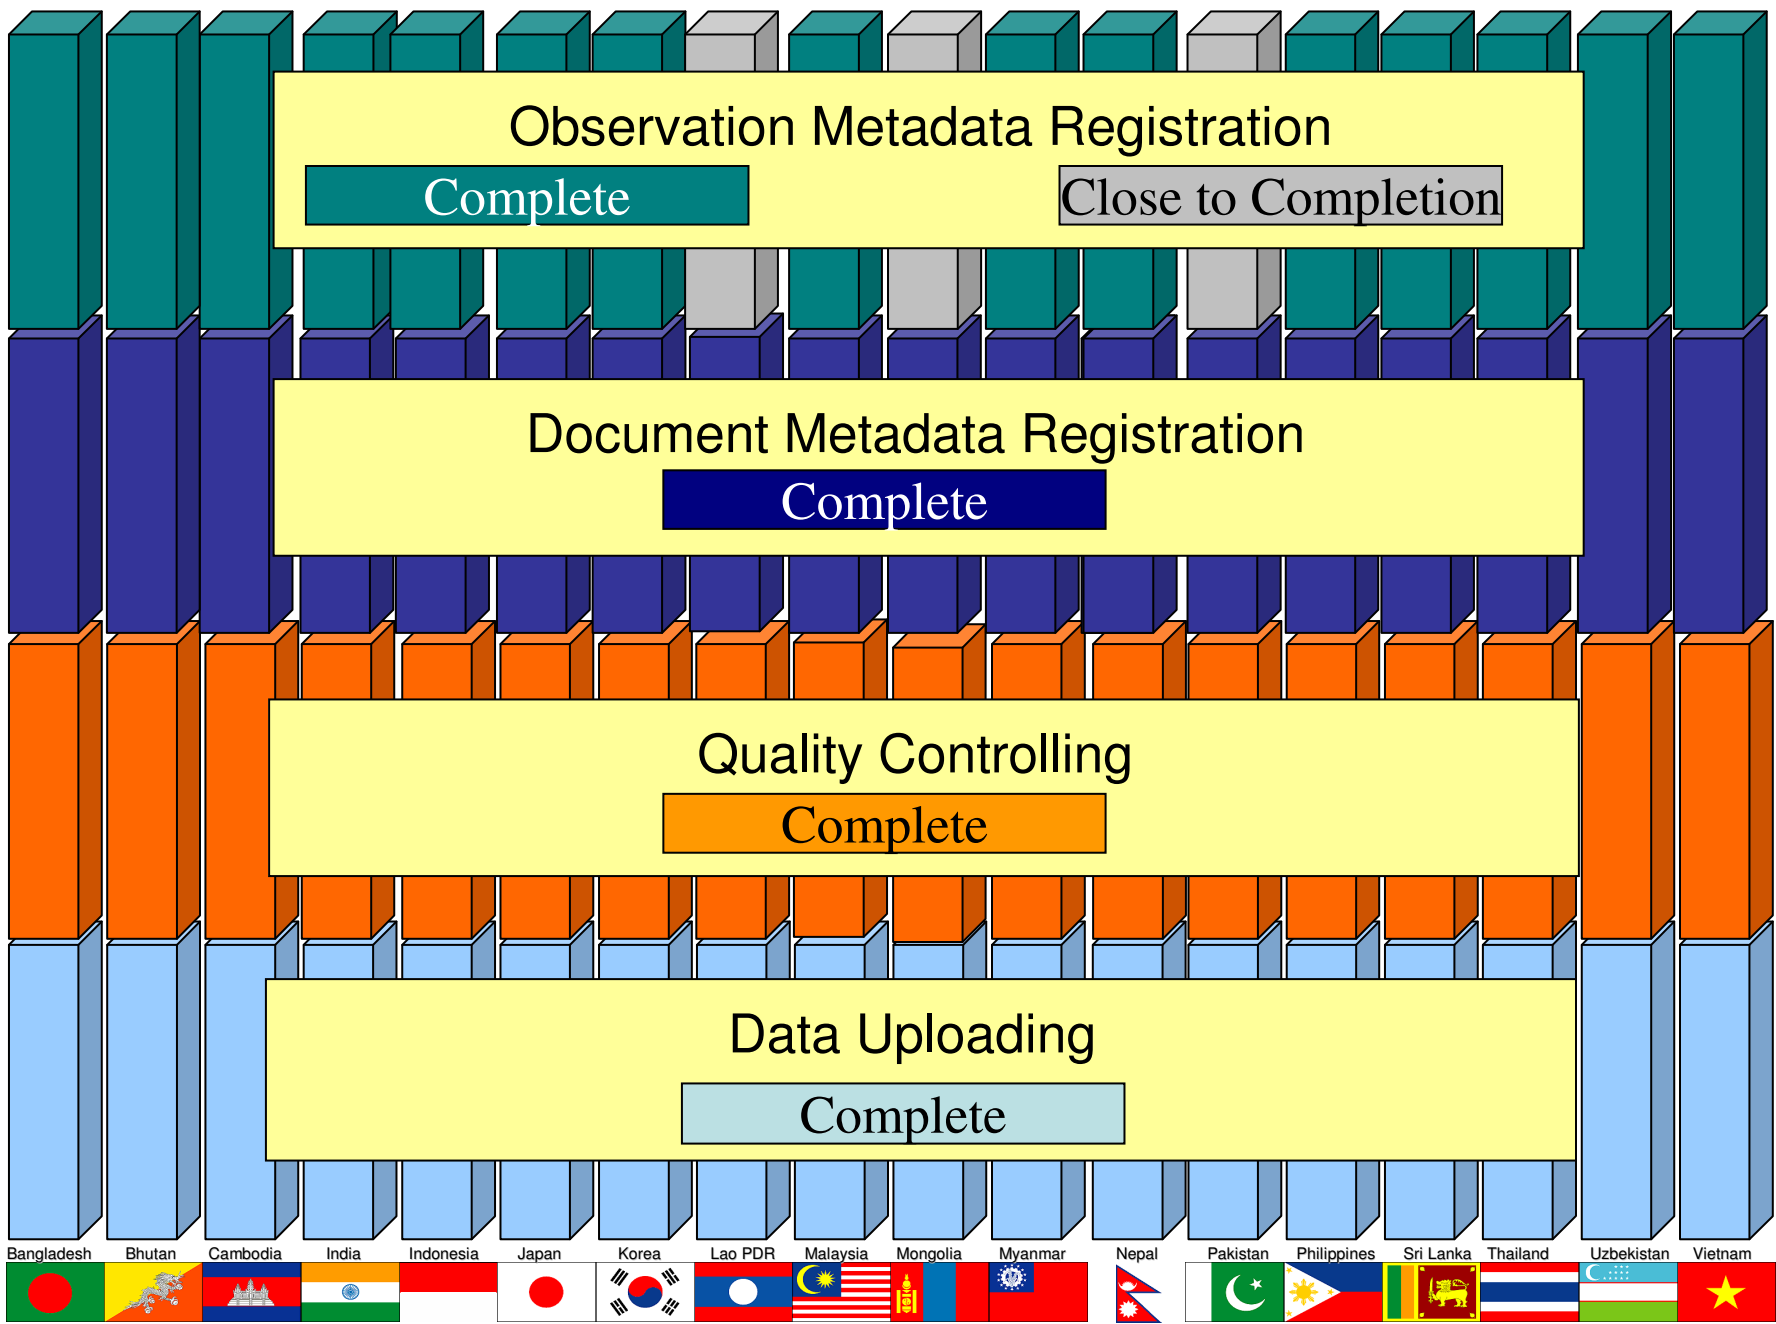 Observation Metadata Registration
Complete Close to Completion
Document Metadata Registration
Complete
Quality Controlling
Complete
Data Uploading
Complete
Bangladesh Bhutan Cambodia India Indonesia Japan Korea Lao PDR Malaysia Mongolia Myanmar Nepal Pakistan Philippines Sri Lanka Thailand Uzbekistan Vietnam